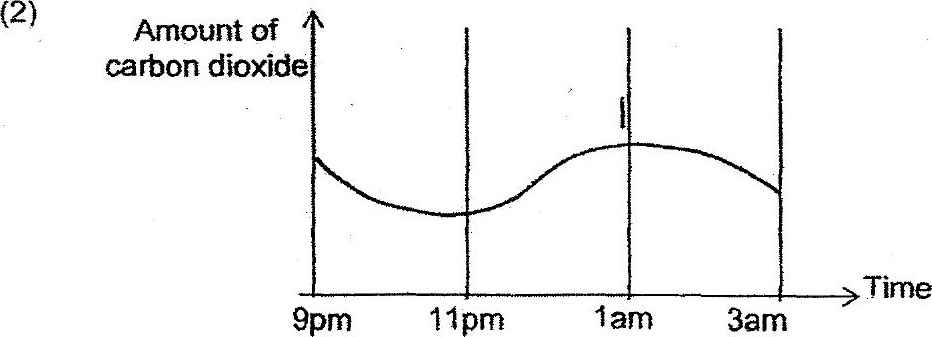 (2)
Amount of
carbon dioxide
Time
9pm 11pm 1am 3am